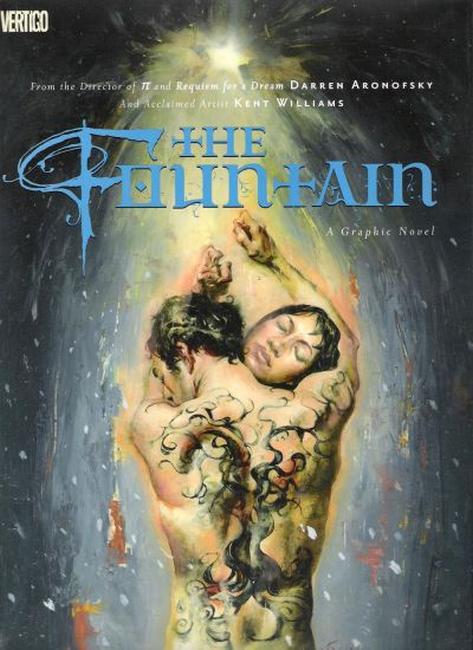 VERTIGO
From the Director of π and Requiem for a Dream DARREN ARONOFSKY
And Acclaimed Artist KENT WILLIAMS
THE
FOUNTAIN
A Graphic Novel